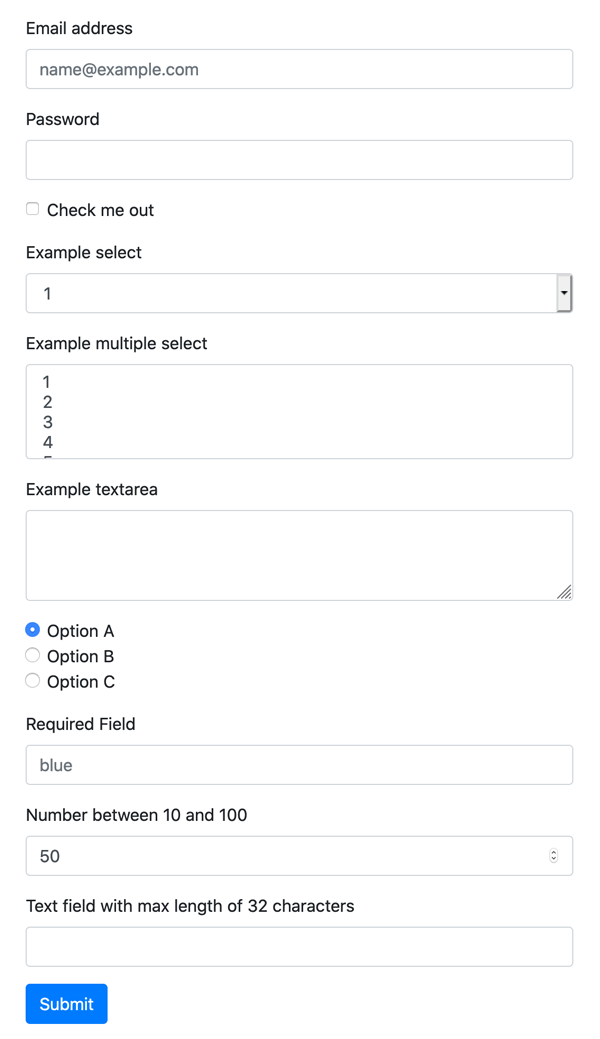 Email address
name@example.com
Password
Check me out
Example select
1
Example multiple select
1
2
3
4
Example textarea
Option A
Option B
Option C
Required Field
blue
Number between 10 and 100
50
Text field with max length of 32 characters
Submit